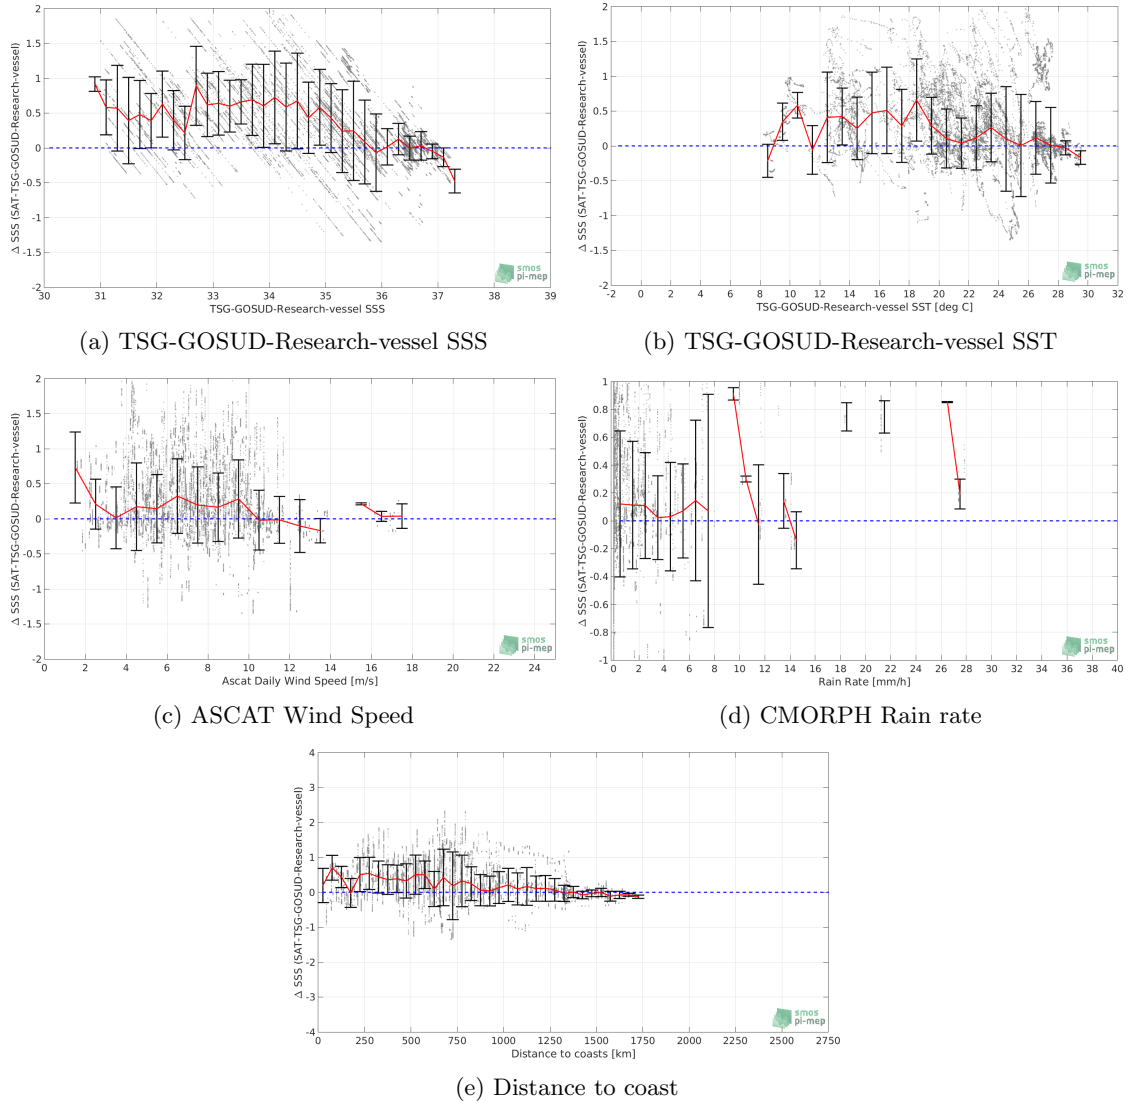 Δ SSS (SAT-TSG-GOSUD-Research-vessel)
2
1.5
1
0.5
0
-0.5
-1
-1.5
-2
30 31 32 33 34 35 36 37 38 39
TSG-GOSUD-Research-vessel SSS
smos
pi-mep
(a) TSG-GOSUD-Research-vessel SSS
Δ SSS (SAT-TSG-GOSUD-Research-vessel)
2
1.5
1
0.5
0
-0.5
-1
-1.5
-2
-2 0 2 4 6 8 10 12 14 16 18 20 22 24 26 28 30 32
TSG-GOSUD-Research-vessel SST [deg C]
smos
pi-mep
(b) TSG-GOSUD-Research-vessel SST
Δ SSS (SAT-TSG-GOSUD-Research-vessel)
2
1.5
1
0.5
0
-0.5
-1
-1.5
-2
0 2 4 6 8 10 12 14 16 18 20 22 24
Ascat Daily Wind Speed [m/s]
smos
pi-mep
(c) ASCAT Wind Speed
Δ SSS (SAT-TSG-GOSUD-Research-vessel)
1
0.8
0.6
0.4
0.2
0
-0.2
-0.4
-0.6
-0.8
-1
0 2 4 6 8 10 12 14 16 18 20 22 24 26 28 30 32 34 36 38 40
Rain Rate [mm/h]
smos
pi-mep
(d) CMORPH Rain rate
Δ SSS (SAT-TSG-GOSUD-Research-vessel)
4
3
2
1
0
-1
-2
-3
-4
0 250 500 750 1000 1250 1500 1750 2000 2250 2500 2750
Distance to coasts [km]
smos
pi-mep
(e) Distance to coast